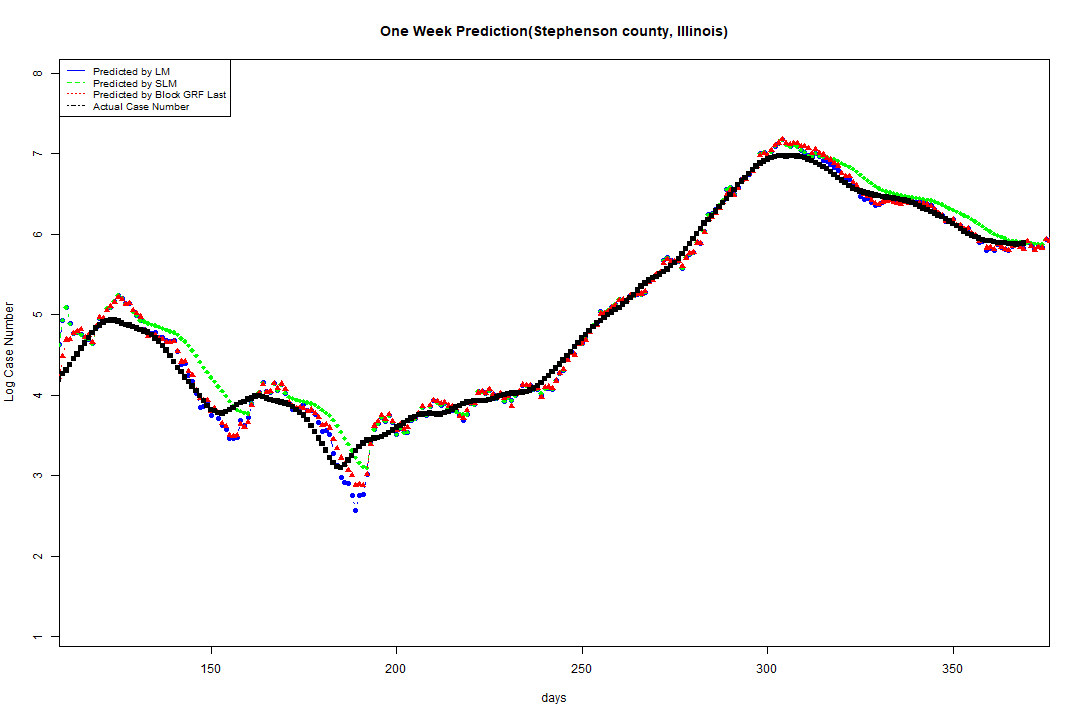 One Week Prediction(Stephenson county, Illinois)
Predicted by LM
Predicted by SLM
Predicted by Block GRF Last
Actual Case Number
8
7
6
5
4
3
2
1
Log Case Number
150 200 250 300 350
days